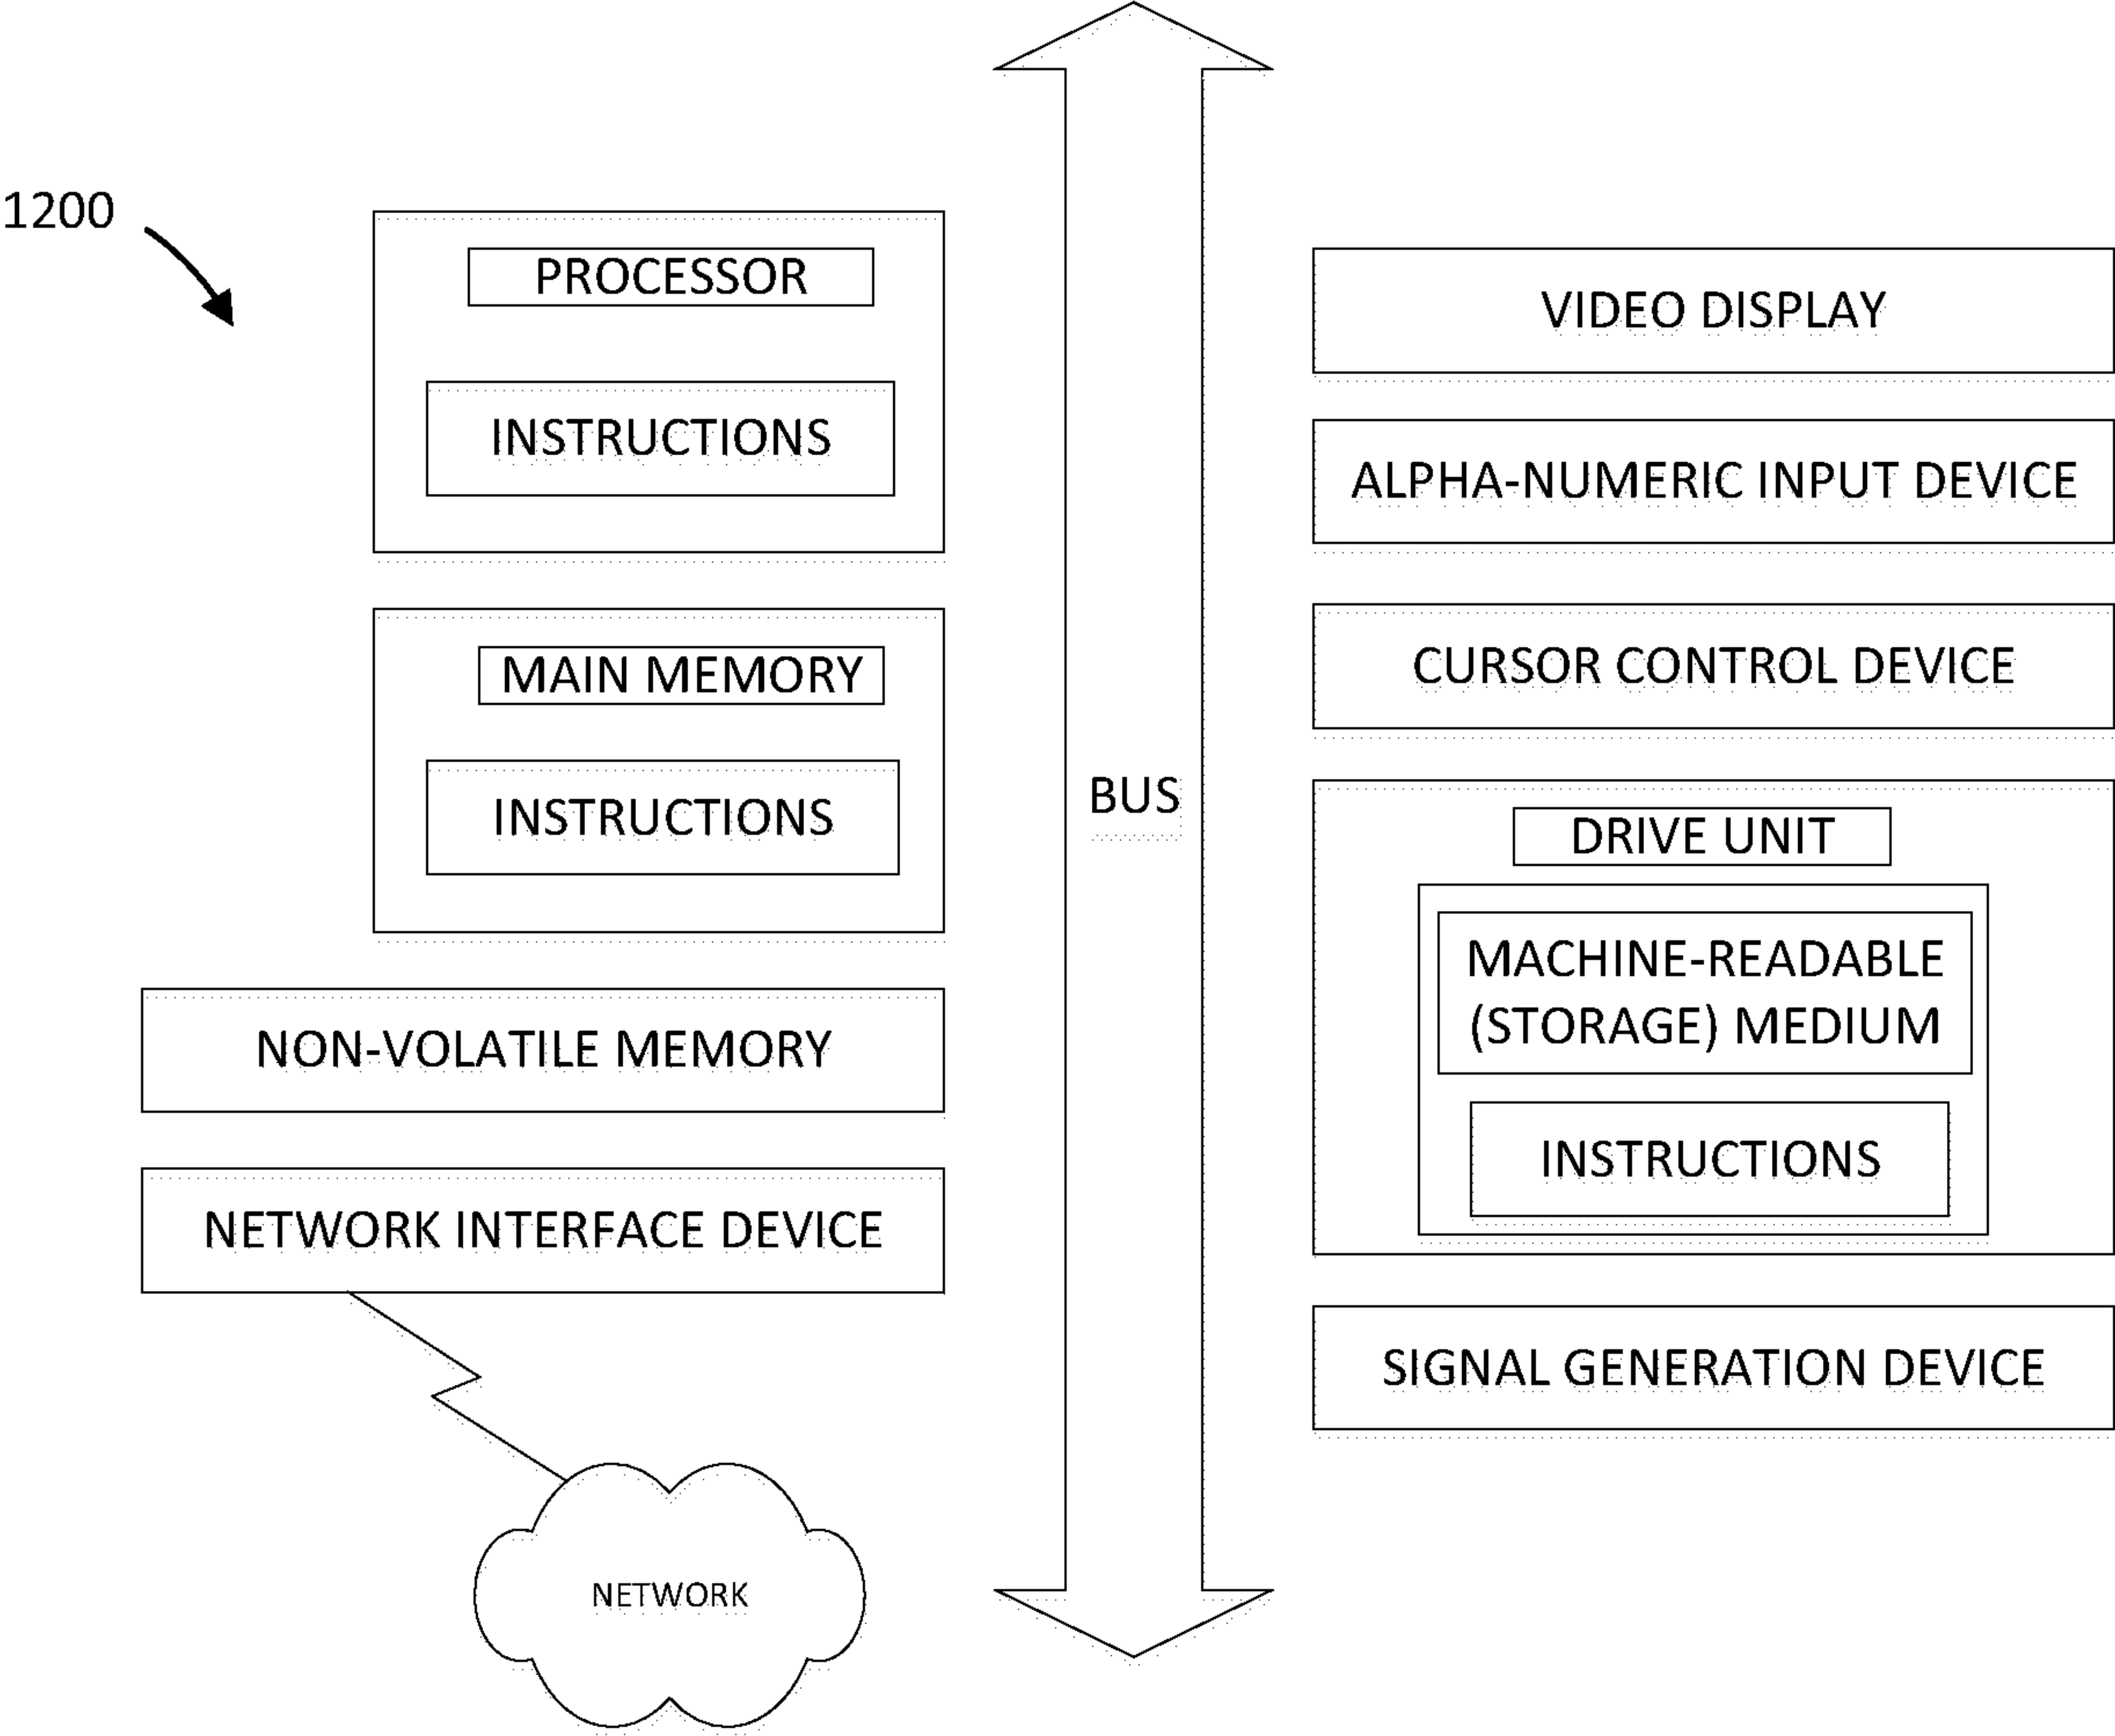 1200
PROCESSOR
INSTRUCTIONS
MAIN MEMORY
INSTRUCTIONS
NON-VOLATILE MEMORY
NETWORK INTERFACE DEVICE
NETWORK
BUS
VIDEO DISPLAY
ALPHA-NUMERIC INPUT DEVICE
CURSOR CONTROL DEVICE
DRIVE UNIT
MACHINE-READABLE
(STORAGE) MEDIUM
INSTRUCTIONS
SIGNAL GENERATION DEVICE